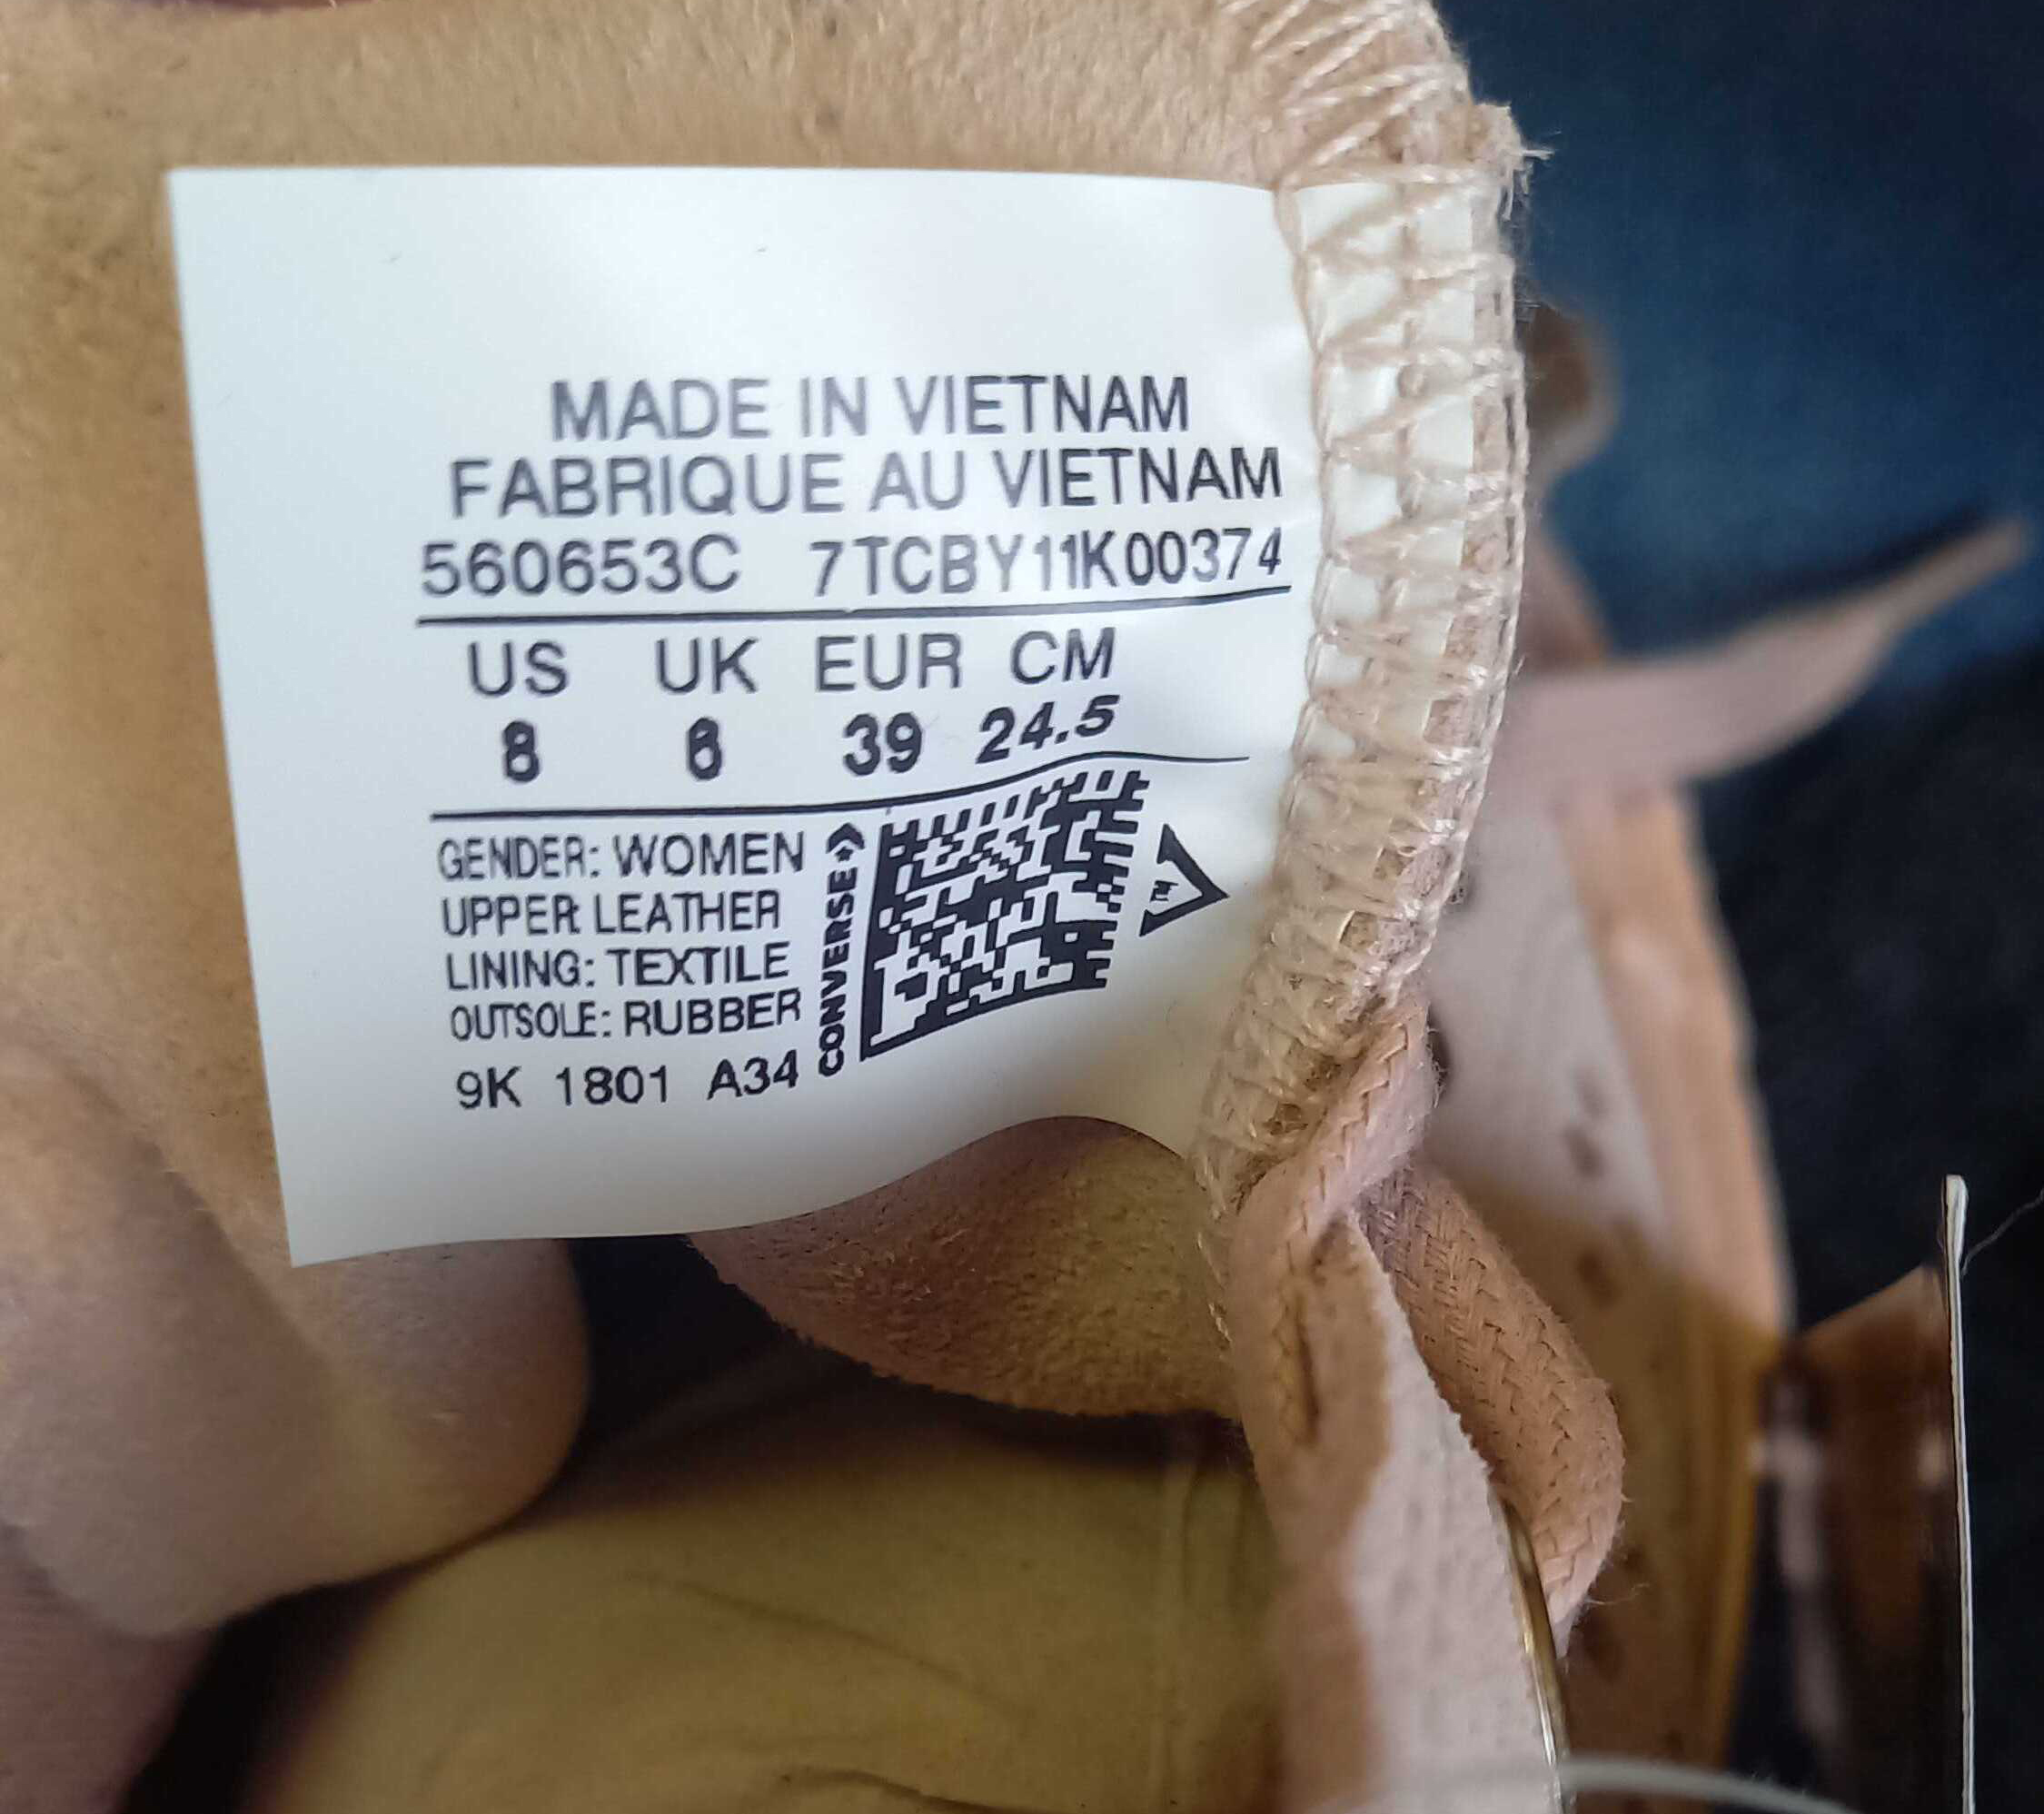 MADE IN VIETNAM
FABRIQUE AU VIETNAM
560653C 7TCBY11K00374
US UK EUR CM
8 6 39 24.5
GENDER: WOMEN
UPPER: LEATHER
LINING: TEXTILE
OUTSOLE: RUBBER
9K 1801 A34
CONVERSE